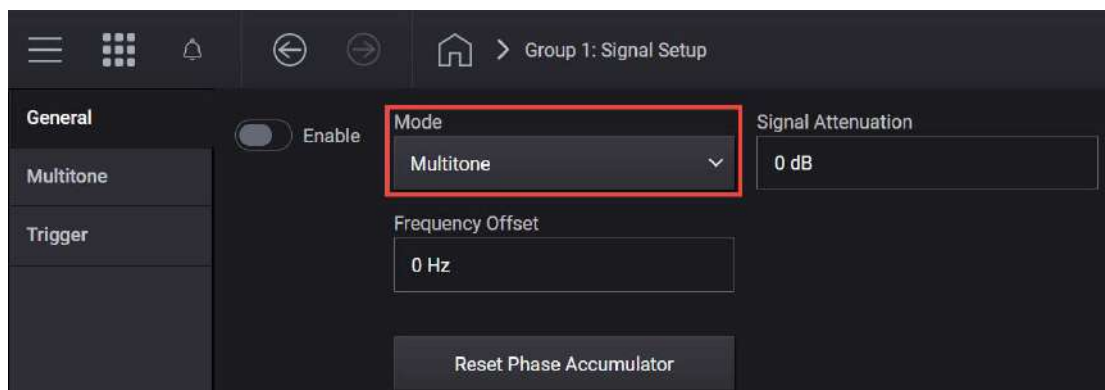 Group 1: Signal Setup
General
Multitone
Trigger
Enable
Mode
Multitone
Signal Attenuation
0 dB
Frequency Offset
0 Hz
Reset Phase Accumulator